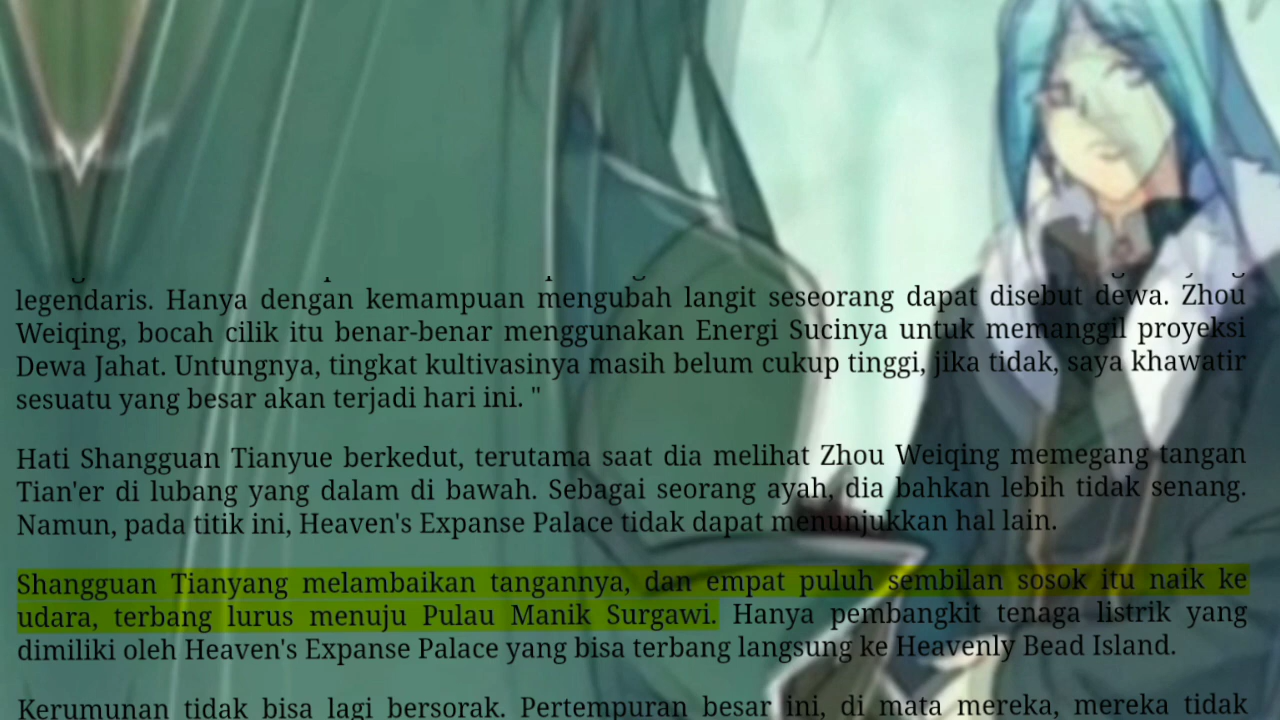 legendaris. Hanya dengan kemampuan mengubah langit seseorang dapat disebut dewa. Zhou
Weiqing, bocah cilik itu benar-benar menggunakan Energi Sucinya untuk memanggil proyeksi
Dewa Jahat. Untungnya, tingkat kultivasinya masih belum cukup tinggi, jika tidak, saya khawatir
sesuatu yang besar akan terjadi hari ini. "
Hati Shangguan Tianyue berkedut, terutama saat dia melihat Zhou Weiqing memegang tangan
Tian'er di lubang yang dalam di bawah. Sebagai seorang ayah, dia bahkan lebih tidak senang.
Namun, pada titik ini, Heaven's Expanse Palace tidak dapat menunjukkan hal lain.
Shangguan Tianyang melambaikan tangannya, dan empat puluh sembilan sosok itu naik ke
udara, terbang lurus menuju Pulau Manik Surgawi. Hanya pembangkit tenaga listrik yang
dimiliki oleh Heaven's Expanse Palace yang bisa terbang langsung ke Heavenly Bead Island.
Kerumunan tidak bisa lagi bersorak. Pertempuran besar ini, di mata mereka, mereka tidak